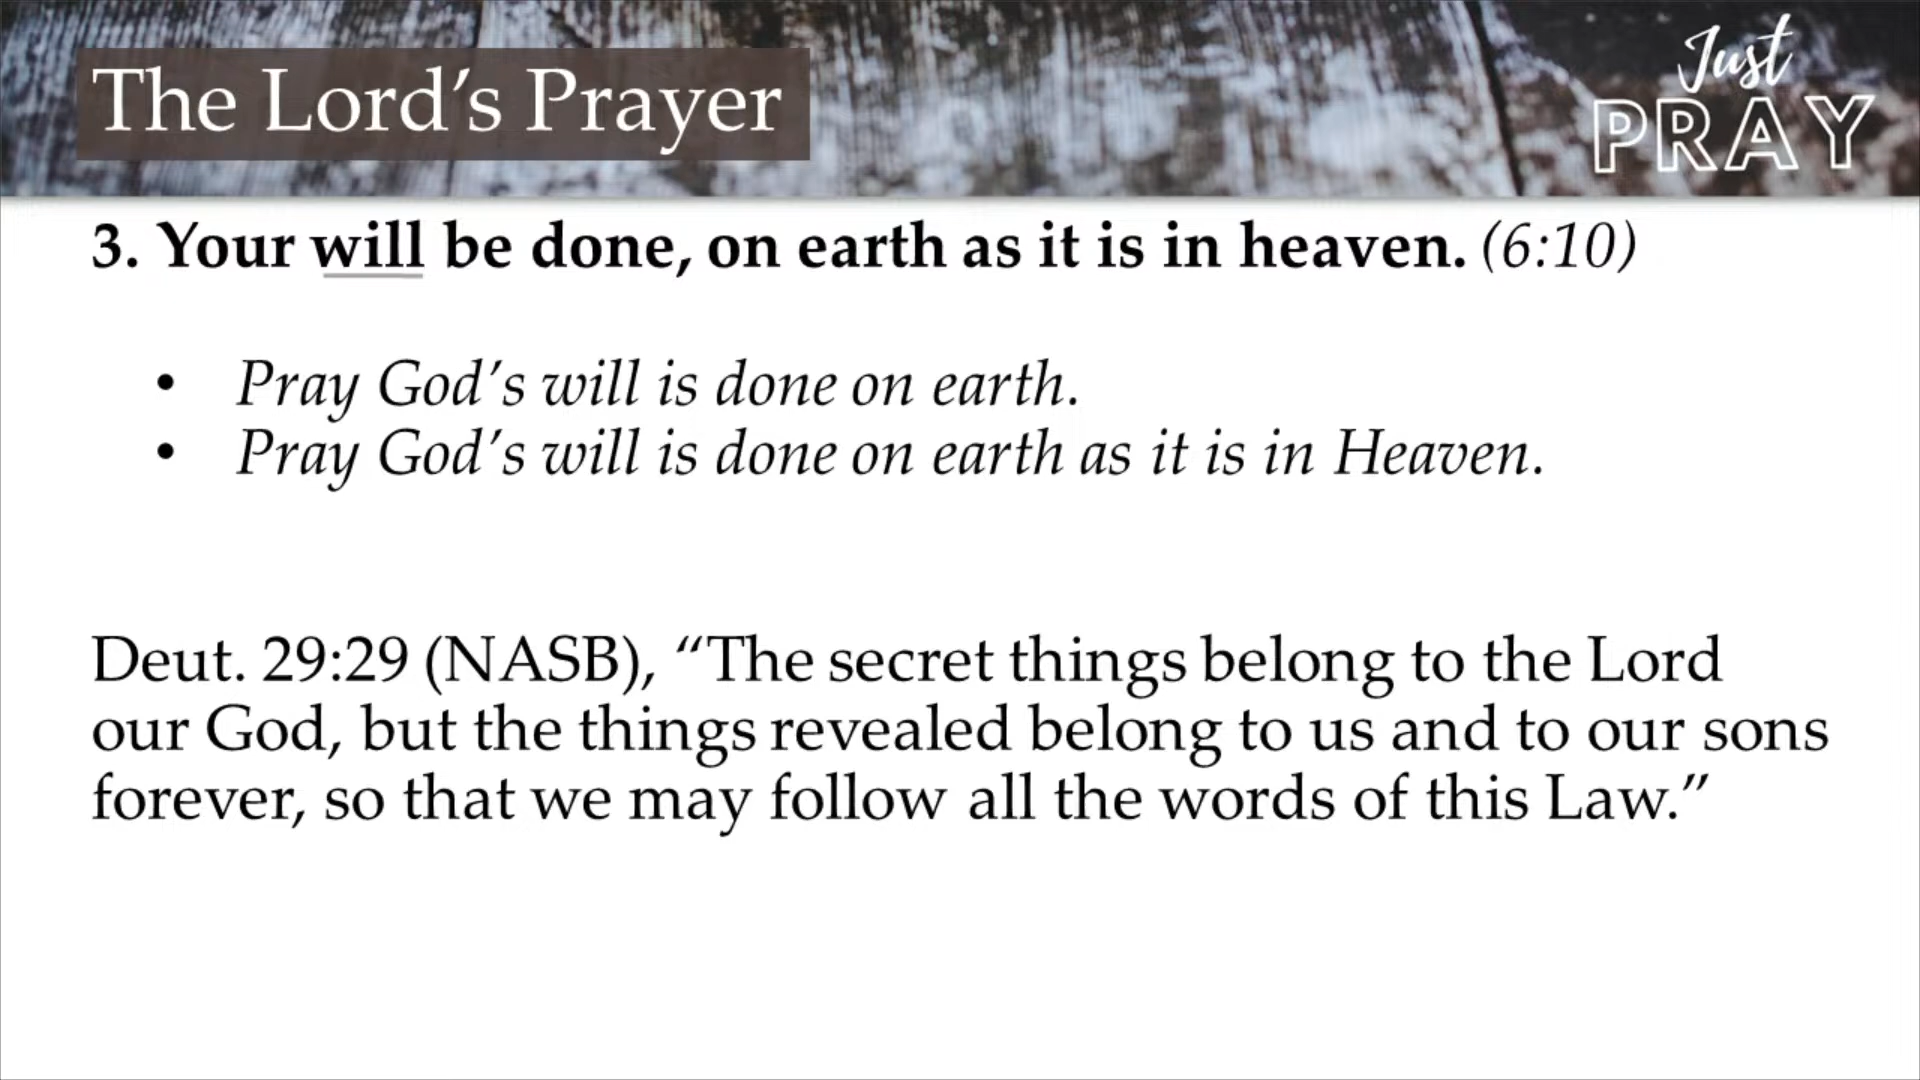 The Lord’s Prayer
Just
PRAY
3. Your will be done, on earth as it is in heaven. (6:10)
• Pray God’s will is done on earth.
• Pray God’s will is done on earth as it is in Heaven.
Deut. 29:29 (NASB), “The secret things belong to the Lord
our God, but the things revealed belong to us and to our sons
forever, so that we may follow all the words of this Law.”